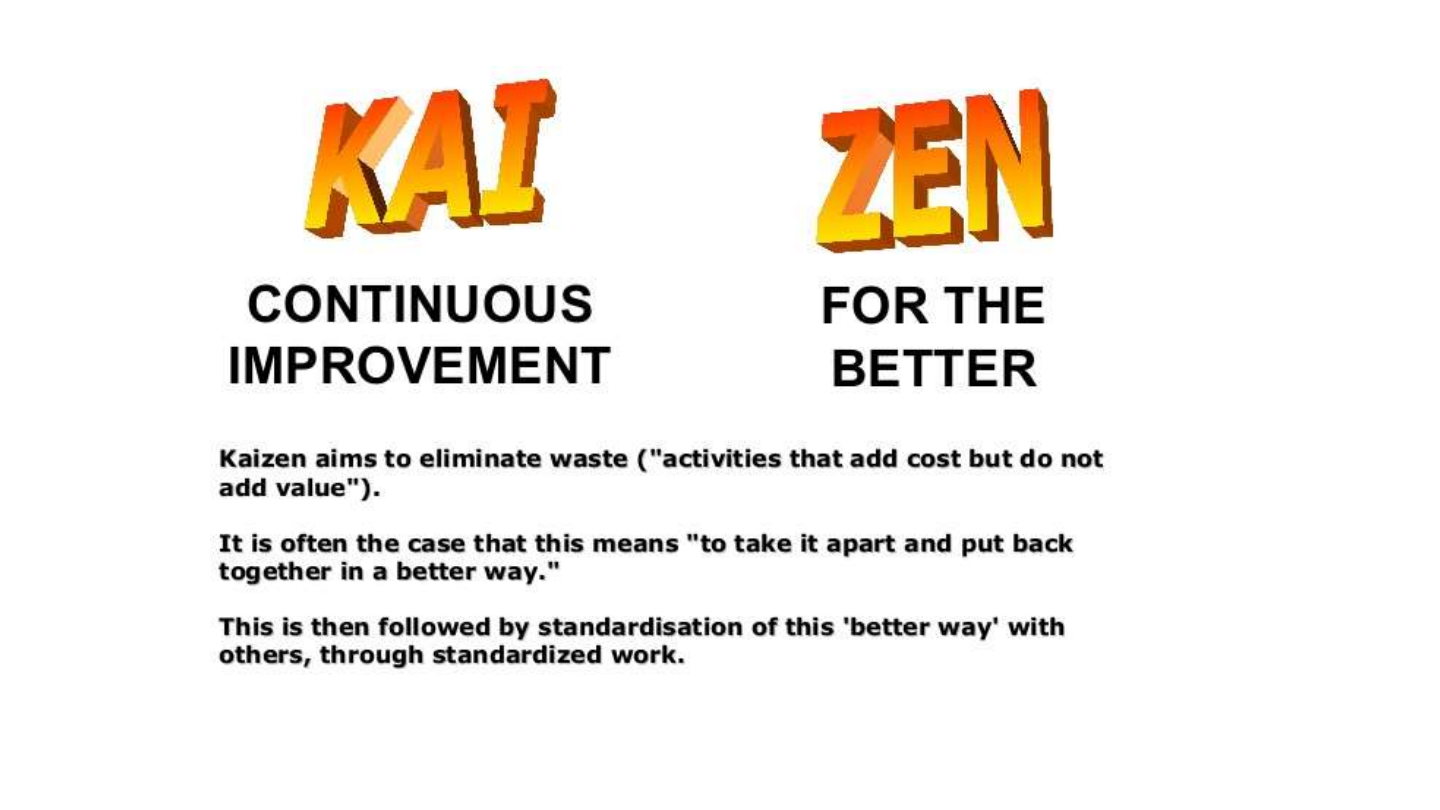 KAI ZEN
CONTINUOUS
IMPROVEMENT
FOR THE
BETTER
Kaizen aims to eliminate waste ("activities that add cost but do not
add value").
It is often the case that this means "to take it apart and put back
together in a better way."
This is then followed by standardisation of this 'better way' with
others, through standardized work.